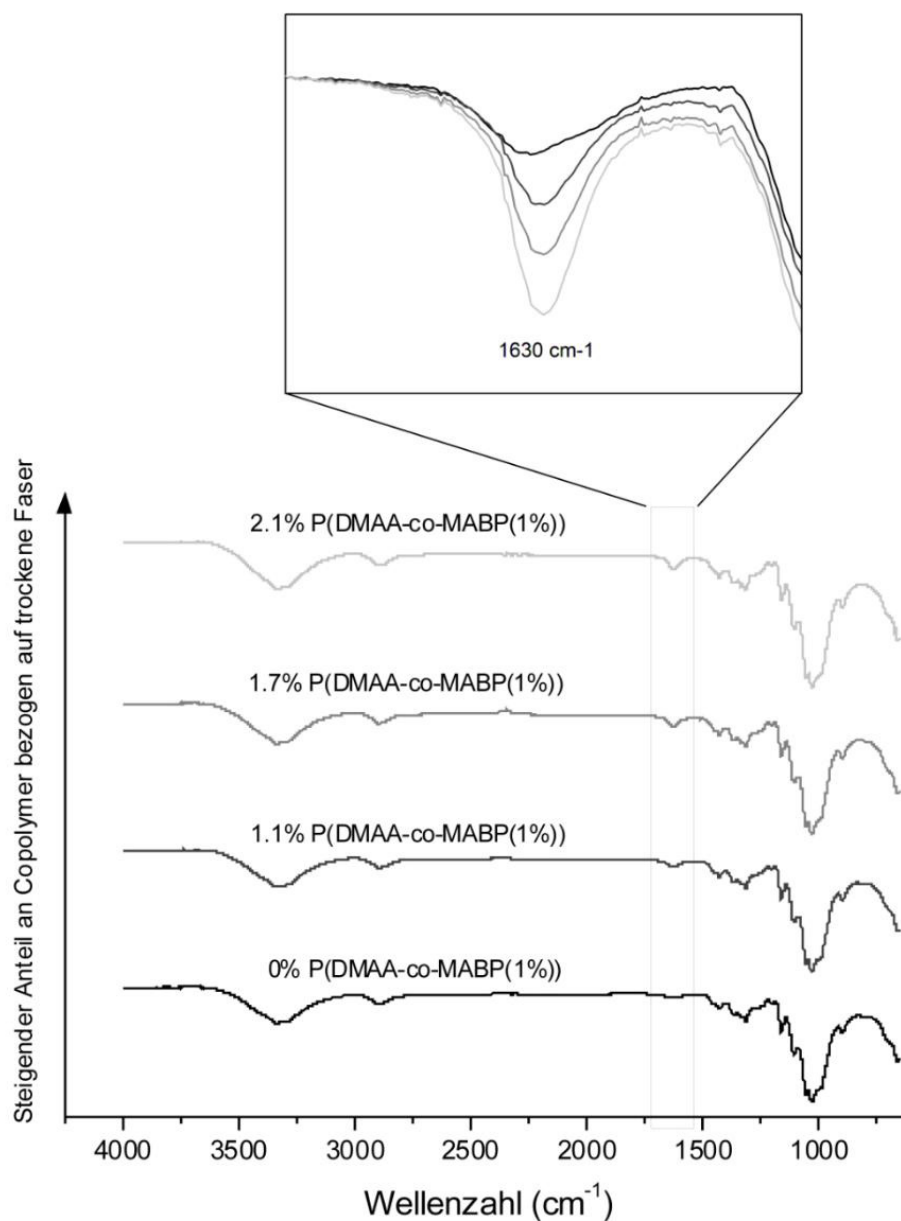 1630 cm-1
Steigender Anteil an Copolymer bezogen auf trockene Faser
2.1% P(DMAA-co-MABP(1%))
1.7% P(DMAA-co-MABP(1%))
1.1% P(DMAA-co-MABP(1%))
0% P(DMAA-co-MABP(1%))
4000 3500 3000 2500 2000 1500 1000
Wellenzahl (cm⁻¹)